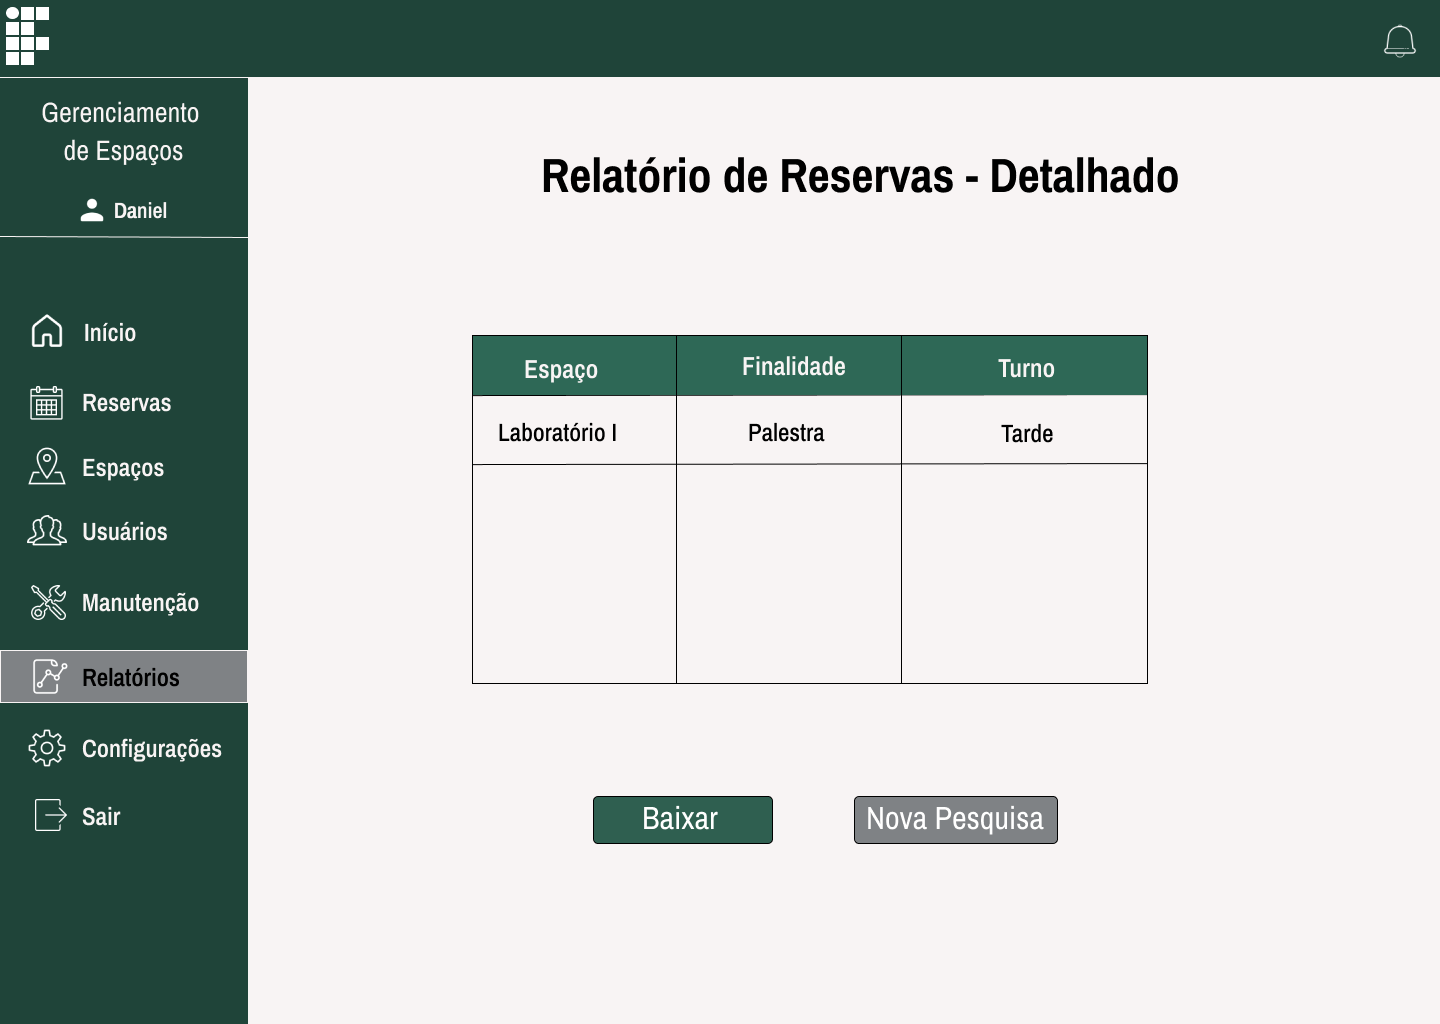 Gerenciamento
de Espaços
Daniel
Início
Reservas
Espaços
Usuários
Manutenção
Relatórios
Configurações
Sair
Relatório de Reservas - Detalhado
Espaço Finalidade Turno
Laboratório I Palestra Tarde
Baixar Nova Pesquisa